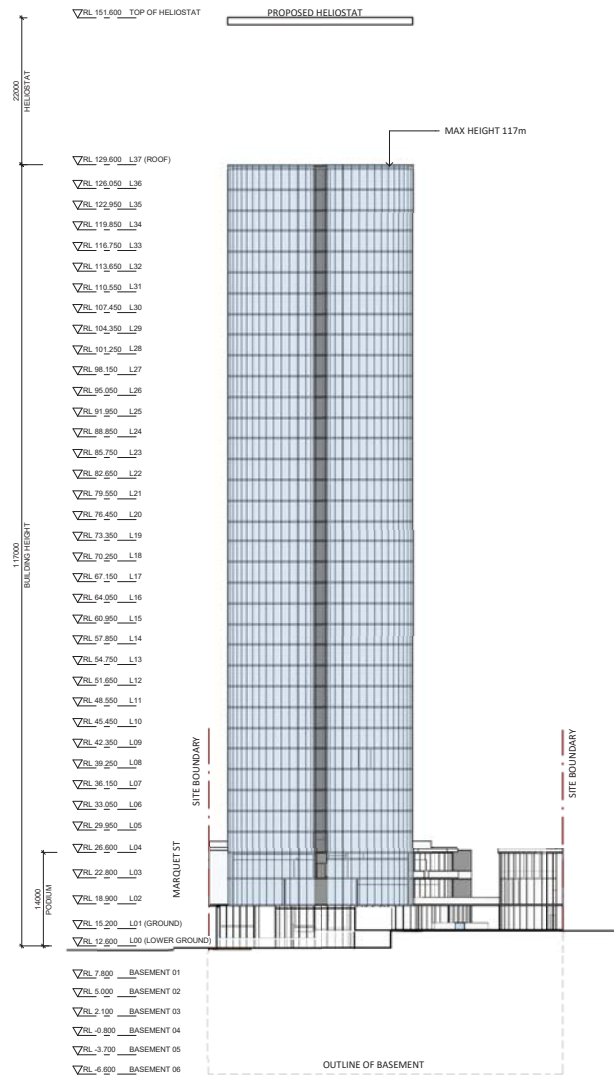 RL 151.600 TOP OF HELIOSTAT
PROPOSED HELIOSTAT
22000
HELIOSTAT
MAX HEIGHT 117m
RL 129.600 L37 (ROOF)
RL 126.050 L36
RL 122.950 L35
RL 119.850 L34
RL 116.750 L33
RL 113.650 L32
RL 110.550 L31
RL 107.450 L30
RL 104.350 L29
RL 101.250 L28
RL 98.150 L27
RL 95.050 L26
RL 91.950 L25
RL 88.850 L24
RL 85.750 L23
RL 82.650 L22
RL 79.550 L21
RL 76.450 L20
RL 73.350 L19
RL 70.250 L18
RL 67.150 L17
RL 64.050 L16
RL 60.950 L15
RL 57.850 L14
RL 54.750 L13
RL 51.650 L12
RL 48.550 L11
RL 45.450 L10
RL 42.350 L09
RL 39.250 L08
RL 36.150 L07
RL 33.050 L06
RL 29.950 L05
RL 26.600 L04
RL 22.800 L03
RL 18.900 L02
RL 15.200 L01 (GROUND)
RL 12.600 L00 (LOWER GROUND)
117000
BUILDING HEIGHT
14000
PODIUM
MARQUET ST
SITE BOUNDARY
SITE BOUNDARY
RL 7.800 BASEMENT 01
RL 5.000 BASEMENT 02
RL 2.100 BASEMENT 03
RL -0.800 BASEMENT 04
RL -3.700 BASEMENT 05
RL -6.600 BASEMENT 06
OUTLINE OF BASEMENT